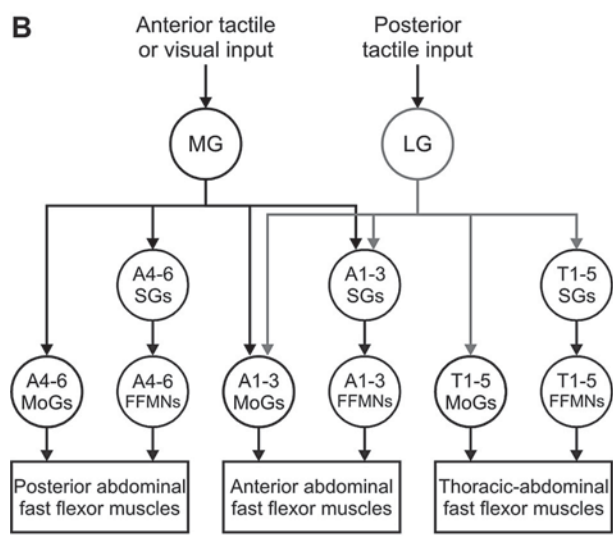 B
Anterior tactile
or visual input
Posterior
tactile input
MG
LG
A4-6
SGs
A1-3
SGs
T1-5
SGs
A4-6
MoGs
A4-6
FFMNs
A1-3
MoGs
A1-3
FFMNs
T1-5
MoGs
T1-5
FFMNs
Posterior abdominal
fast flexor muscles
Anterior abdominal
fast flexor muscles
Thoracic-abdominal
fast flexor muscles